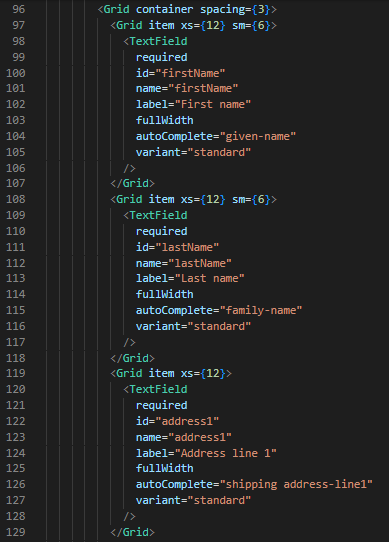 96 <Grid container spacing={3}>
97 <Grid item xs={12} sm={6}>
98 <TextField
99 required
100 id="firstName"
101 name="firstName"
102 label="First name"
103 fullWidth
104 autoComplete="given-name"
105 variant="standard"
106 />
107 </Grid>
108 <Grid item xs={12} sm={6}>
109 <TextField
110 required
111 id="lastName"
112 name="lastName"
113 label="Last name"
114 fullWidth
115 autoComplete="family-name"
116 variant="standard"
117 />
118 </Grid>
119 <Grid item xs={12}>
120 <TextField
121 required
122 id="address1"
123 name="address1"
124 label="Address line 1"
125 fullWidth
126 autoComplete="shipping address-line1"
127 variant="standard"
128 />
129 </Grid>